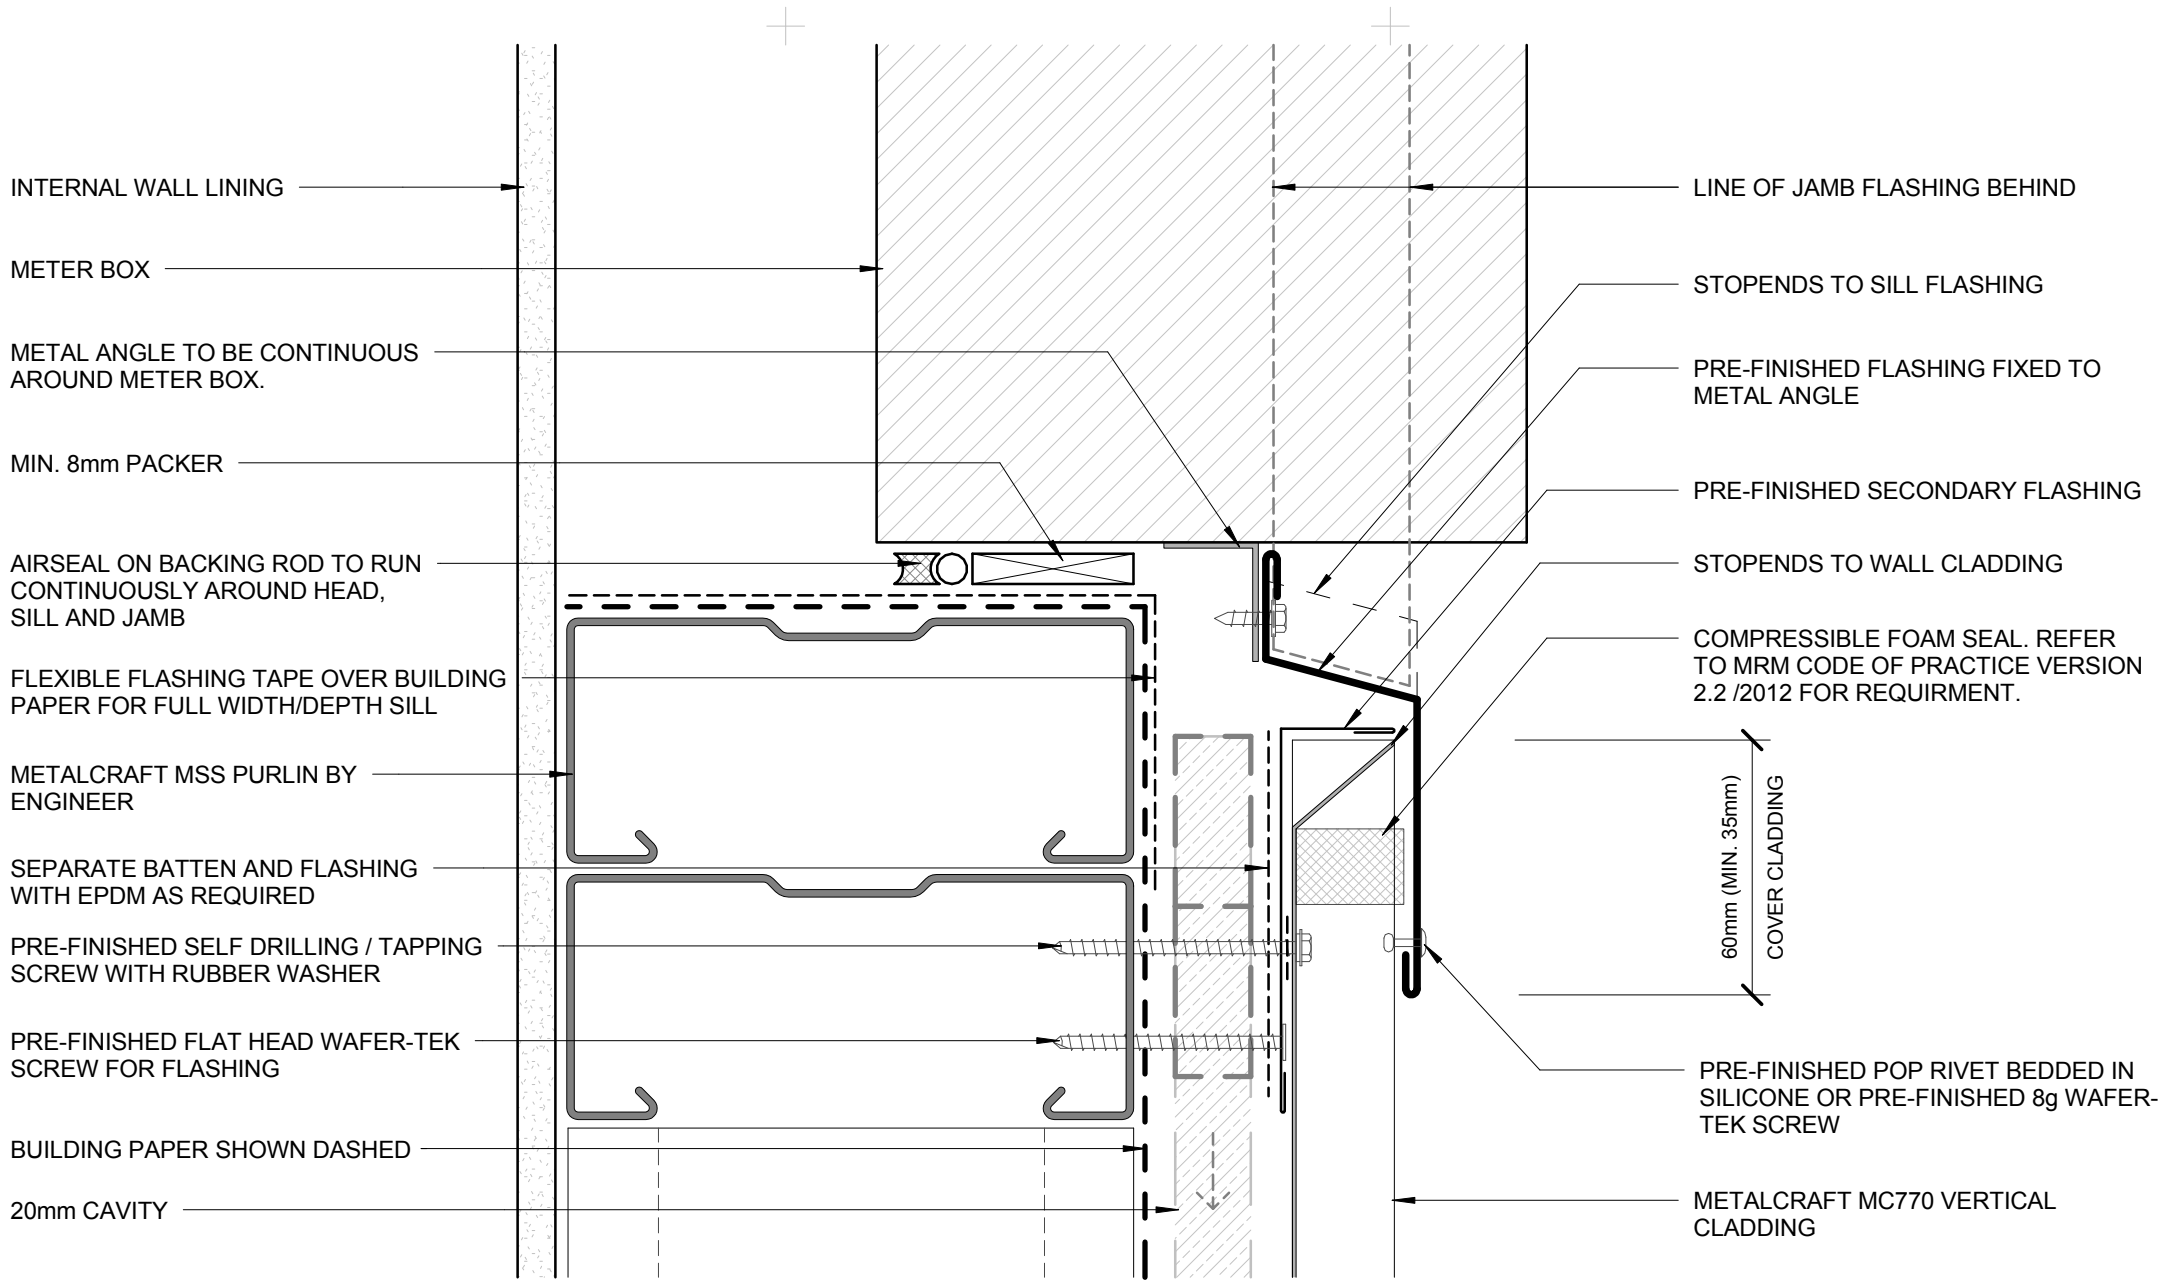 INTERNAL WALL LINING
METER BOX
METAL ANGLE TO BE CONTINUOUS
AROUND METER BOX.
MIN. 8mm PACKER
AIRSEAL ON BACKING ROD TO RUN
CONTINUOUSLY AROUND HEAD,
SILL AND JAMB
FLEXIBLE FLASHING TAPE OVER BUILDING
PAPER FOR FULL WIDTH/DEPTH SILL
METALCRAFT MSS PURLIN BY
ENGINEER
SEPARATE BATTEN AND FLASHING
WITH EPDM AS REQUIRED
PRE-FINISHED SELF DRILLING / TAPPING
SCREW WITH RUBBER WASHER
PRE-FINISHED FLAT HEAD WAFER-TEK
SCREW FOR FLASHING
BUILDING PAPER SHOWN DASHED
20mm CAVITY
LINE OF JAMB FLASHING BEHIND
STOPENDS TO SILL FLASHING
PRE-FINISHED FLASHING FIXED TO
METAL ANGLE
PRE-FINISHED SECONDARY FLASHING
STOPENDS TO WALL CLADDING
COMPRESSIBLE FOAM SEAL. REFER
TO MRM CODE OF PRACTICE VERSION
2.2 /2012 FOR REQUIRMENT.
60mm (MIN. 35mm)
COVER CLADDING
PRE-FINISHED POP RIVET BEDDED IN
SILICONE OR PRE-FINISHED 8g WAFER-
TEK SCREW
METALCRAFT MC770 VERTICAL
CLADDING